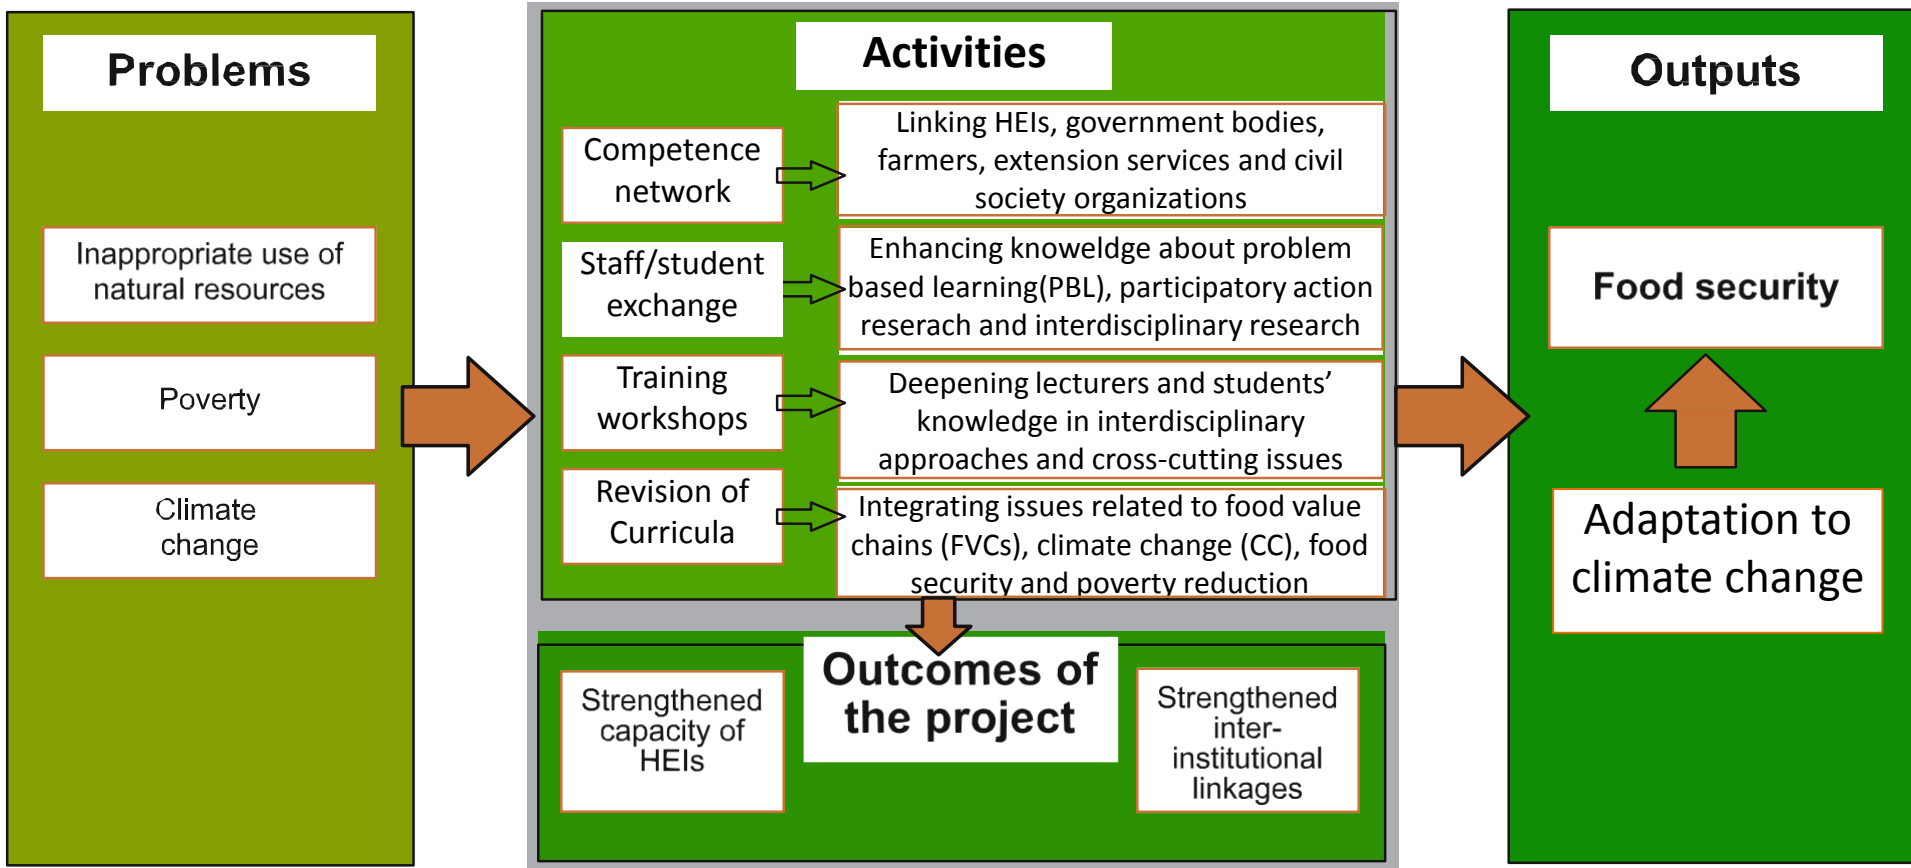 Problems
Inappropriate use of
natural resources
Poverty
Climate
change
Activities
Competence
network
Linking HEIs, government bodies,
farmers, extension services and civil
society organizations
Staff/student
exchange
Enhancing knoweldge about problem
based learning(PBL), participatory action
reserach and interdisciplinary research
Training
workshops
Deepening lecturers and students’
knowledge in interdisciplinary
approaches and cross-cutting issues
Revision of
Curricula
Integrating issues related to food value
chains (FVCs), climate change (CC), food
security and poverty reduction
Outcomes of
the project
Strengthened
capacity of
HEIs
Strengthened
inter-
institutional
linkages
Outputs
Food security
Adaptation to
climate change